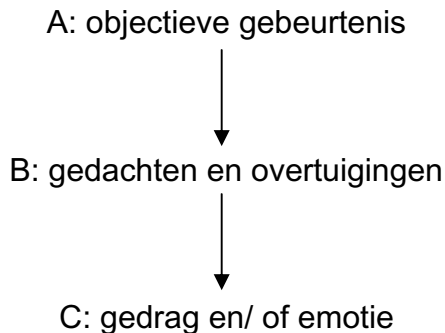 A: objectieve gebeurtenis
B: gedachten en overtuigingen
C: gedrag en/ of emotie